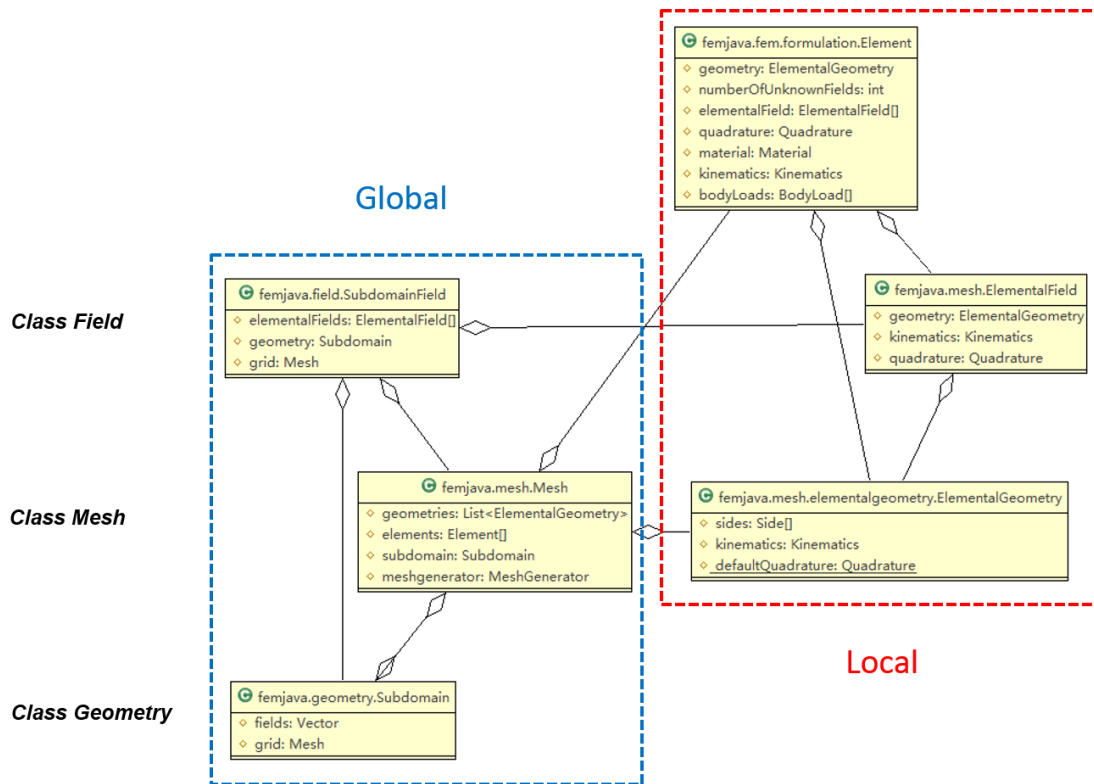 femjava.fem.formulation.Element
geometry: ElementalGeometry
numberOfUnknownFields: int
elementalField: ElementalField[]
quadrature: Quadrature
material: Material
kinematics: Kinematics
bodyLoads: BodyLoad[]
Global
Class Field
femjava.field.SubdomainField
elementalFields: ElementalField[]
geometry: Subdomain
grid: Mesh
femjava.mesh.ElementalField
geometry: ElementalGeometry
kinematics: Kinematics
quadrature: Quadrature
Class Mesh
femjava.mesh.Mesh
geometries: List<ElementalGeometry>
elements: Element[]
subdomain: Subdomain
meshgenerator: MeshGenerator
femjava.mesh.elementalgeometry.ElementalGeometry
sides: Side[]
kinematics: Kinematics
defaultQuadrature: Quadrature
Local
Class Geometry
femjava.geometry.Subdomain
fields: Vector
grid: Mesh